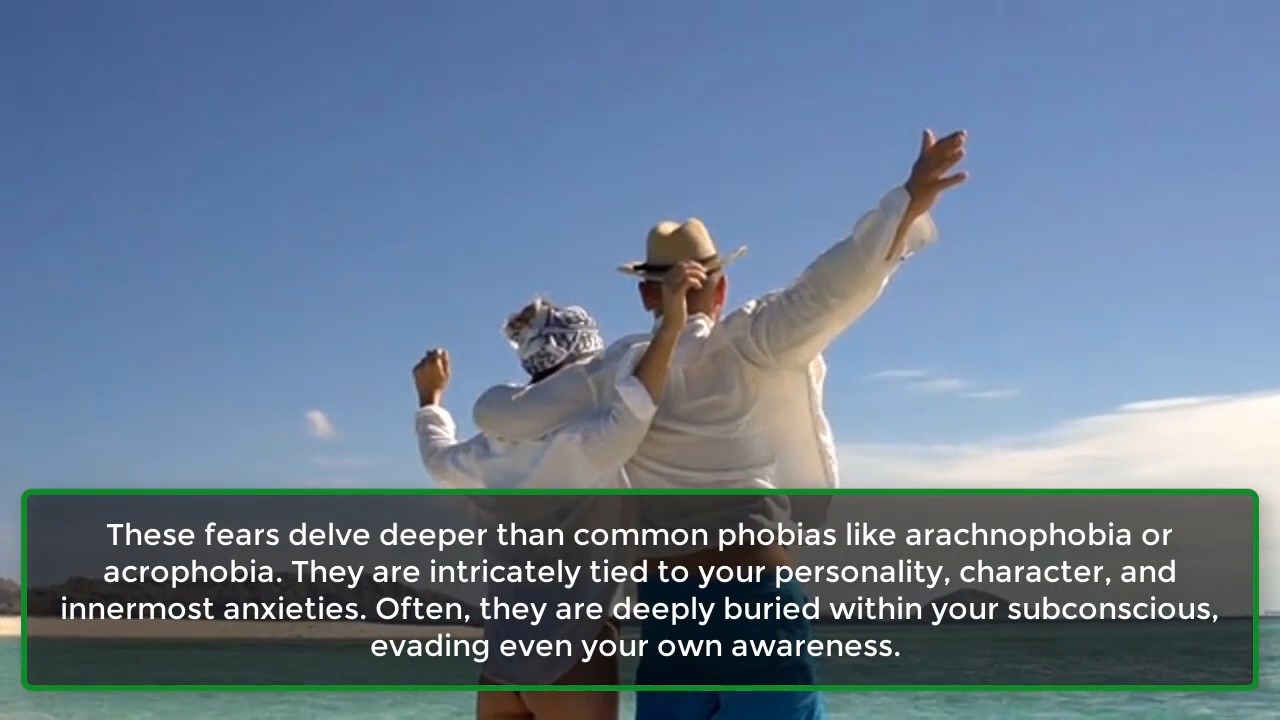 These fears delve deeper than common phobias like arachnophobia or
acrophobia. They are intricately tied to your personality, character, and
innermost anxieties. Often, they are deeply buried within your subconscious,
evading even your own awareness.